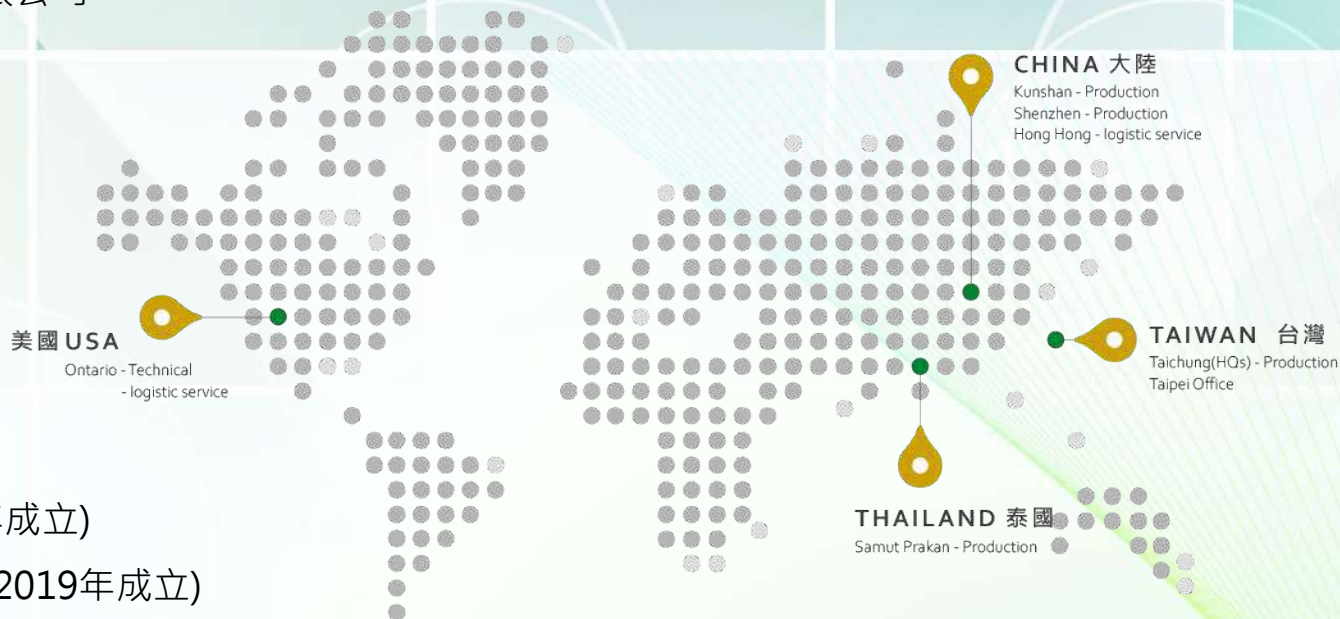 CHINA 大陸
Kunshan - Production
Shenzhen - Production
Hong Hong - logistic service
美國 USA
Ontario - Technical
- logistic service
TAIWAN 台灣
Taichung(HQs) - Production
Taipei Office
THAILAND 泰國
Samut Prakan - Production
年成立)
2019年成立)